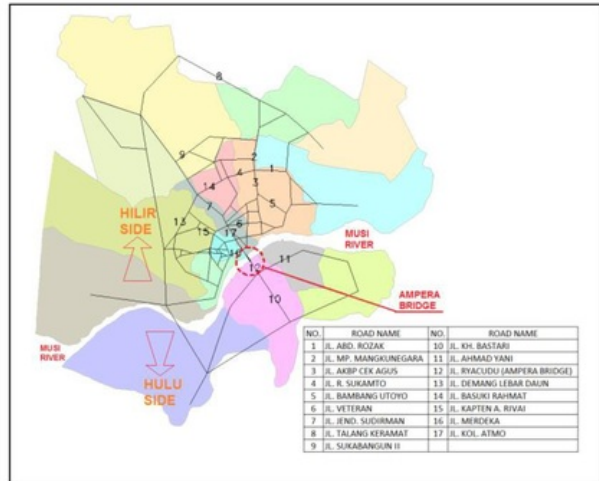 8
9
2
1
4
3
14
7
5
13
6
15
17
HILIR
SIDE
16
12
11
MUSI
RIVER
10
AMPERA
BRIDGE
MUSI
RIVER
HULU
SIDE
NO. ROAD NAME NO. ROAD NAME
1 JL. ABD. ROZAK 10 JL. KH. BASTARI
2 JL. MP. MANGKUNEGARA 11 JL. AHMAD YANI
3 JL. AKBP CEK AGUS 12 JL. RYACUDU (AMPERA BRIDGE)
4 JL. R. SUKAMTO 13 JL. DEMANG LEBAR DAUN
5 JL. BAMBANG UTOYO 14 JL. BASUKI RAHMAT
6 JL. VETERAN 15 JL. KAPTEN A. RIVAI
7 JL. JEND. SUDIRMAN 16 JL. MERDEKA
8 JL. TALANG KERAMAT 17 JL. KOL. ATMO
9 JL. SUKABANGUN II